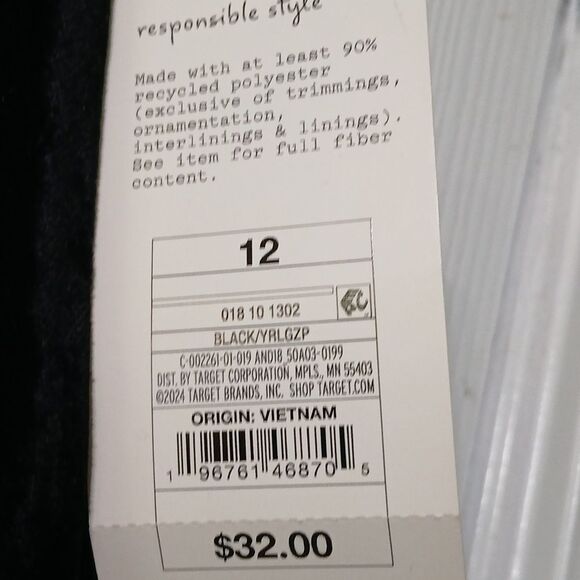 responsible style
Made with at least 90%
recycled polyester
(exclusive of trimmings,
ornamentation,
interlinings & linings).
See item for full fiber
content.
12
018 10 1302
BLACK/YRLGZP
C-002261-01-019 AND18_50A03-0199
DIST. BY TARGET CORPORATION, MPLS., MN 55403
©2024 TARGET BRANDS, INC. SHOP TARGET.COM
ORIGIN: VIETNAM
1 96761 46870 5
$32.00